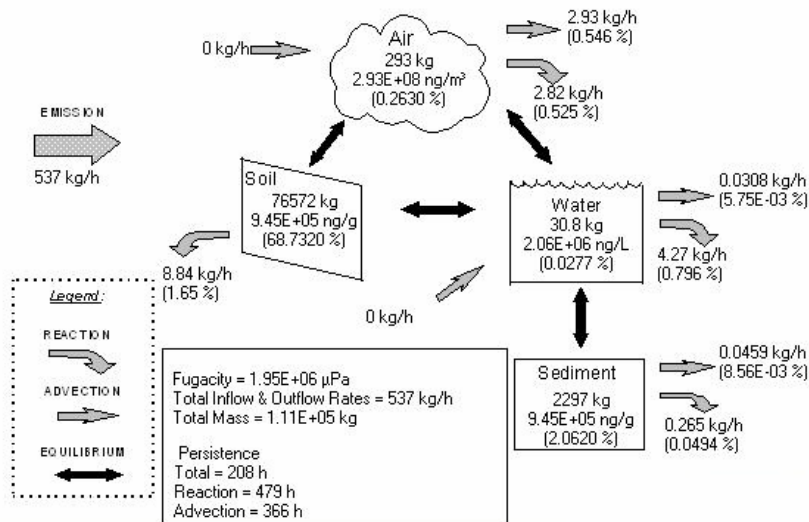 Air
293 kg
2.93E+08 ng/m³
(0.2630 %)
0 kg/h
2.93 kg/h
(0.546 %)
2.82 kg/h
(0.525 %)
EMISSION
537 kg/h
Soil
76572 kg
9.45E+05 ng/g
(68.7320 %)
8.84 kg/h
(1.65 %)
Water
30.8 kg
2.06E+06 ng/L
(0.0277 %)
0.0308 kg/h
(5.75E-03 %)
4.27 kg/h
(0.796 %)
0 kg/h
Sediment
2297 kg
9.45E+05 ng/g
(2.0620 %)
0.0459 kg/h
(8.56E-03 %)
0.265 kg/h
(0.0494 %)
Legend:
REACTION
ADVECTION
EQUILIBRIUM
Fugacity = 1.95E+06 µPa
Total Inflow & Outflow Rates = 537 kg/h
Total Mass = 1.11E+05 kg
Persistence
Total = 208 h
Reaction = 479 h
Advection = 366 h